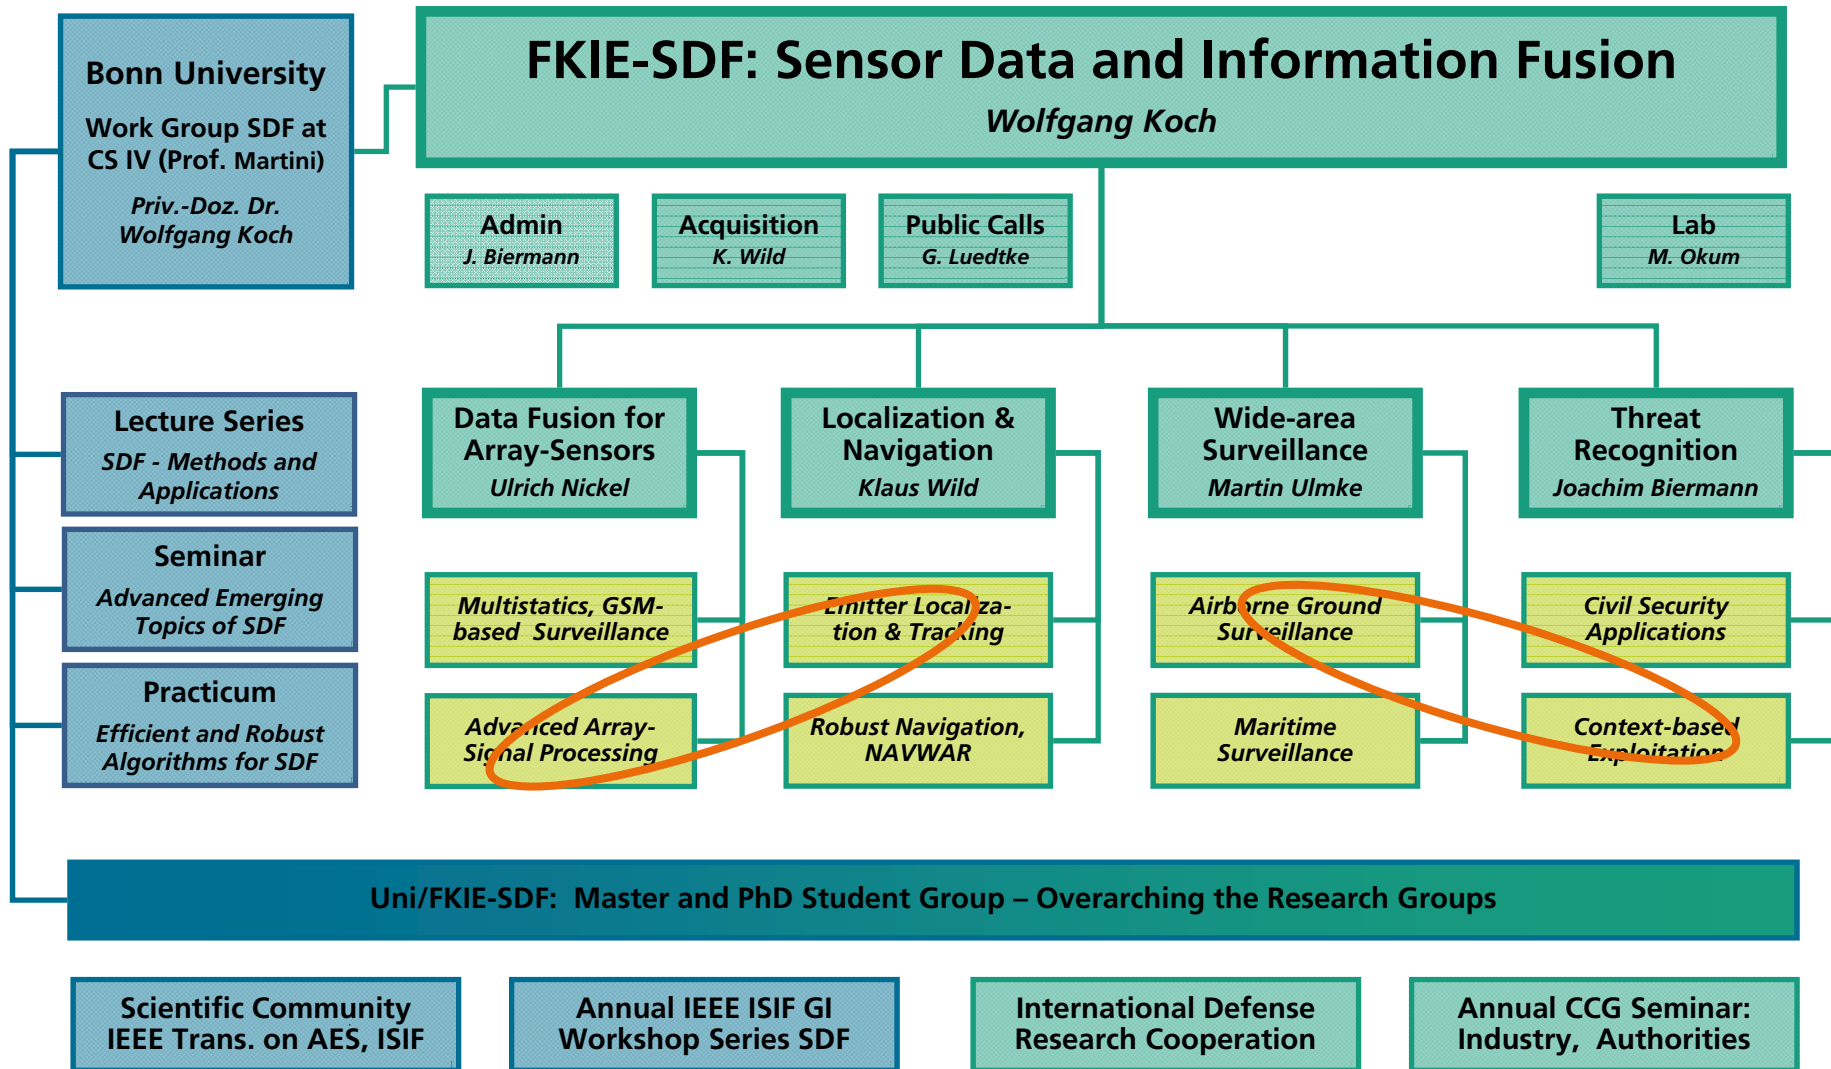 Bonn University
Work Group SDF at
CS IV (Prof. Martini)
Priv.-Doz. Dr.
Wolfgang Koch
FKIE-SDF: Sensor Data and Information Fusion
Wolfgang Koch
Admin
J. Biermann
Acquisition
K. Wild
Public Calls
G. Luedtke
Lab
M. Okum
Lecture Series
SDF - Methods and
Applications
Seminar
Advanced Emerging
Topics of SDF
Practicum
Efficient and Robust
Algorithms for SDF
Data Fusion for
Array-Sensors
Ulrich Nickel
Localization &
Navigation
Klaus Wild
Wide-area
Surveillance
Martin Ulmke
Threat
Recognition
Joachim Biermann
Multistatics, GSM-
based Surveillance
Emitter Localiza-
tion & Tracking
Airborne Ground
Surveillance
Civil Security
Applications
Advanced Array-
Signal Processing
Robust Navigation,
NAVWAR
Maritime
Surveillance
Context-based
Exploitation
Uni/FKIE-SDF: Master and PhD Student Group – Overarching the Research Groups
Scientific Community
IEEE Trans. on AES, ISIF
Annual IEEE ISIF GI
Workshop Series SDF
International Defense
Research Cooperation
Annual CCG Seminar:
Industry, Authorities